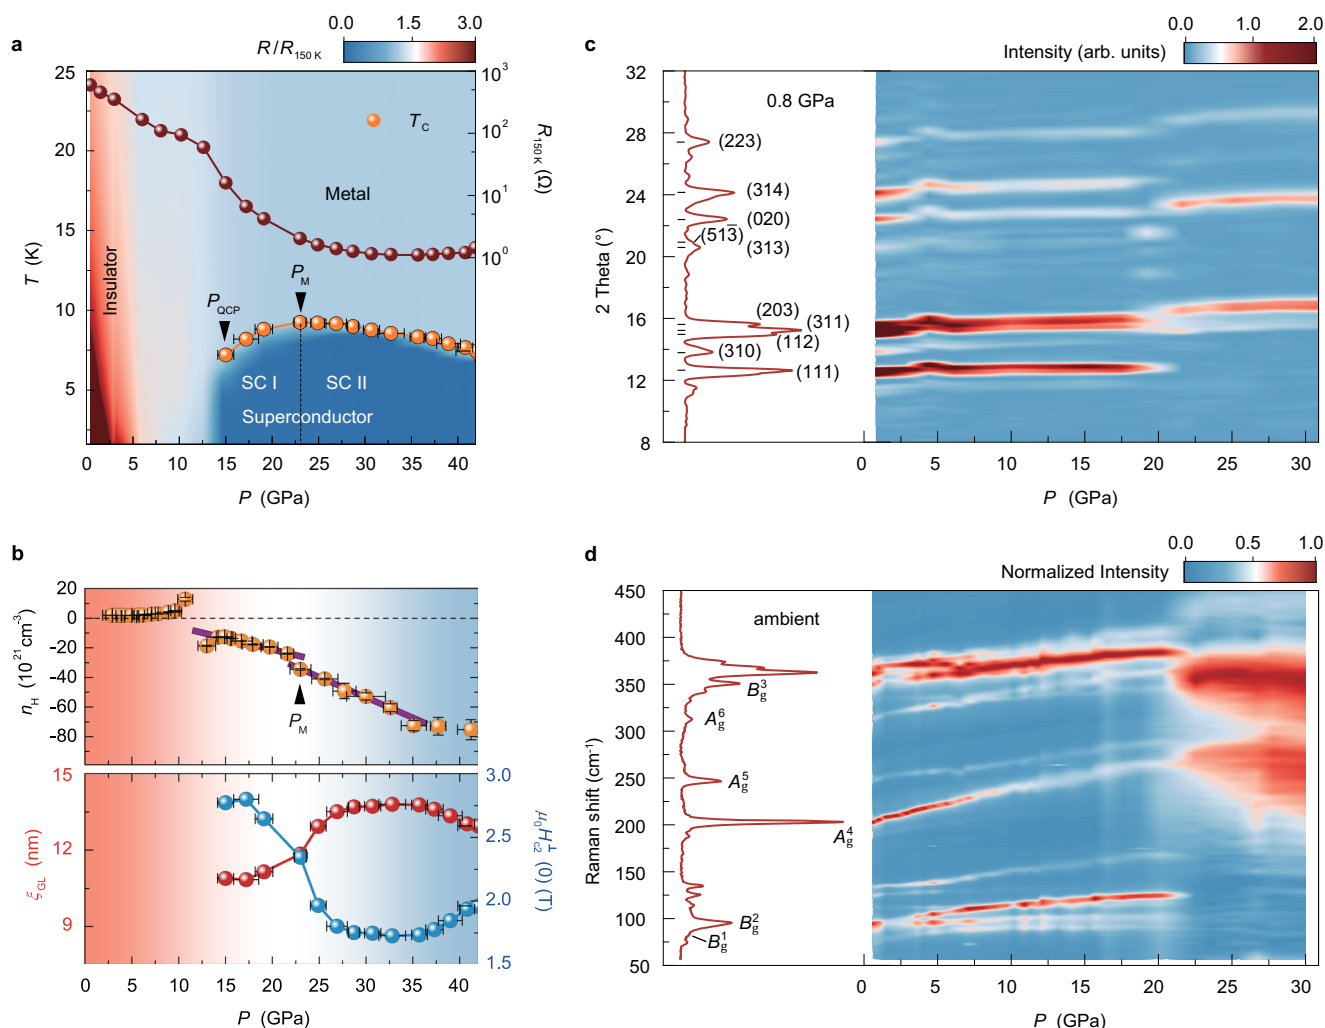 a
R/R150 K
0.0 1.5 3.0
25
20
15
10
5
T (K)
10³
10²
10¹
10⁰
R150 K (Ω)
TC
Metal
Insulator
PQCP
PM
SC I SC II
Superconductor
0 5 10 15 20 25 30 35 40
P (GPa)
c
Intensity (arb. units)
0.0 1.0 2.0
32
28
24
20
16
12
8
2 Theta (°)
0.8 GPa
(223)
(314)
(020)
(513)
(313)
(203)
(311)
(112)
(310)
(111)
0 5 10 15 20 25 30
P (GPa)
b
20
0
-20
-40
-60
-80
nH (10²¹ cm⁻³)
PM
15
12
9
ξGL (nm)
3.0
2.5
2.0
1.5
μ0H⊥c2 (0) (T)
0 5 10 15 20 25 30 35 40
P (GPa)
d
Normalized Intensity
0.0 0.5 1.0
450
400
350
300
250
200
150
100
50
Raman shift (cm⁻¹)
ambient
B³g
A⁶g
A⁵g
A⁴g
B²g
B¹g
0 5 10 15 20 25 30
P (GPa)